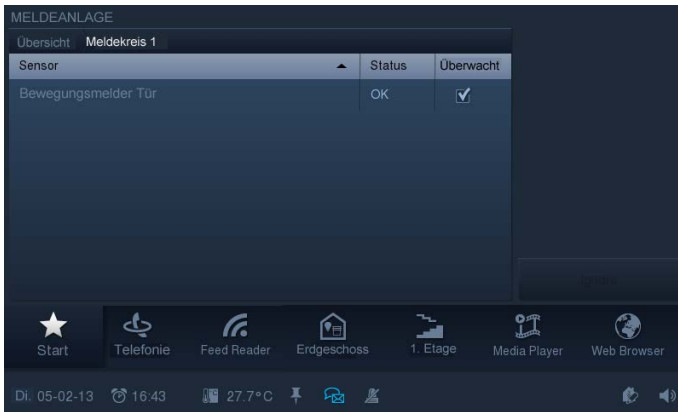 MELDEANLAGE
Übersicht Meldekreis 1
Sensor Status Überwacht
Bewegungsmelder Tür OK
Start Telefonie Feed Reader Erdgeschoss 1. Etage Media Player Web Browser
Di. 05-02-13 16:43 27.7°C